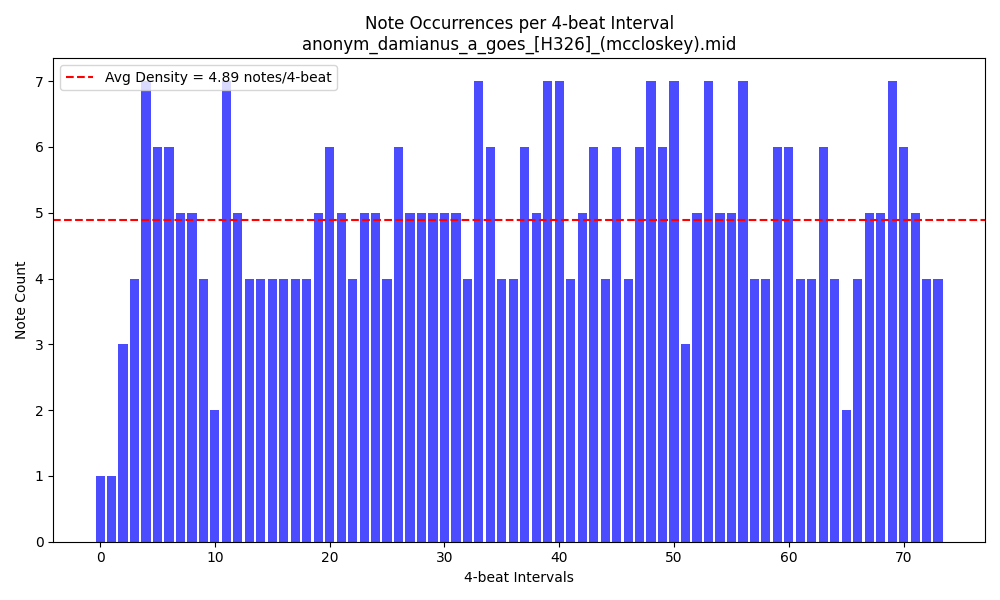 Note Occurrences per 4-beat Interval
anonym_damianus_a_goes_[H326]_(mccloskey).mid
Avg Density = 4.89 notes/4-beat
Note Count
7
6
5
4
3
2
1
0
0 10 20 30 40 50 60 70
4-beat Intervals